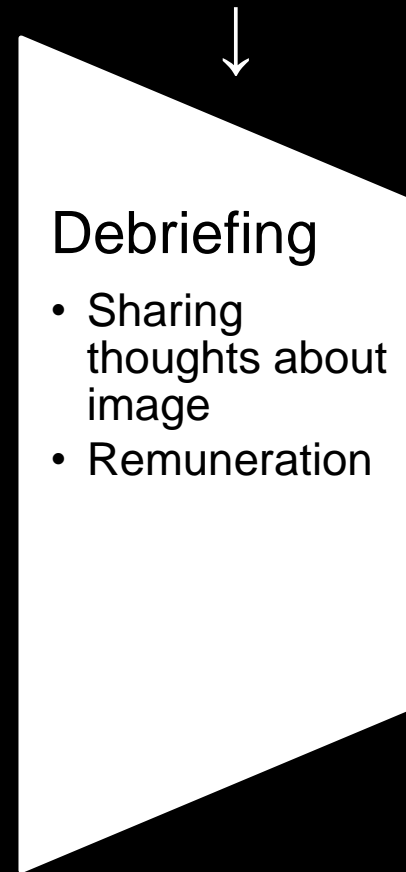 Debriefing
• Sharing
thoughts about
image
• Remuneration